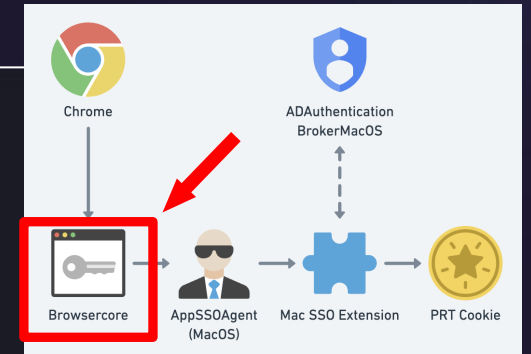 Chrome
ADAuthentication
BrokerMacOS
Browsercore
AppSSOAgent
(MacOS)
Mac SSO Extension
PRT Cookie